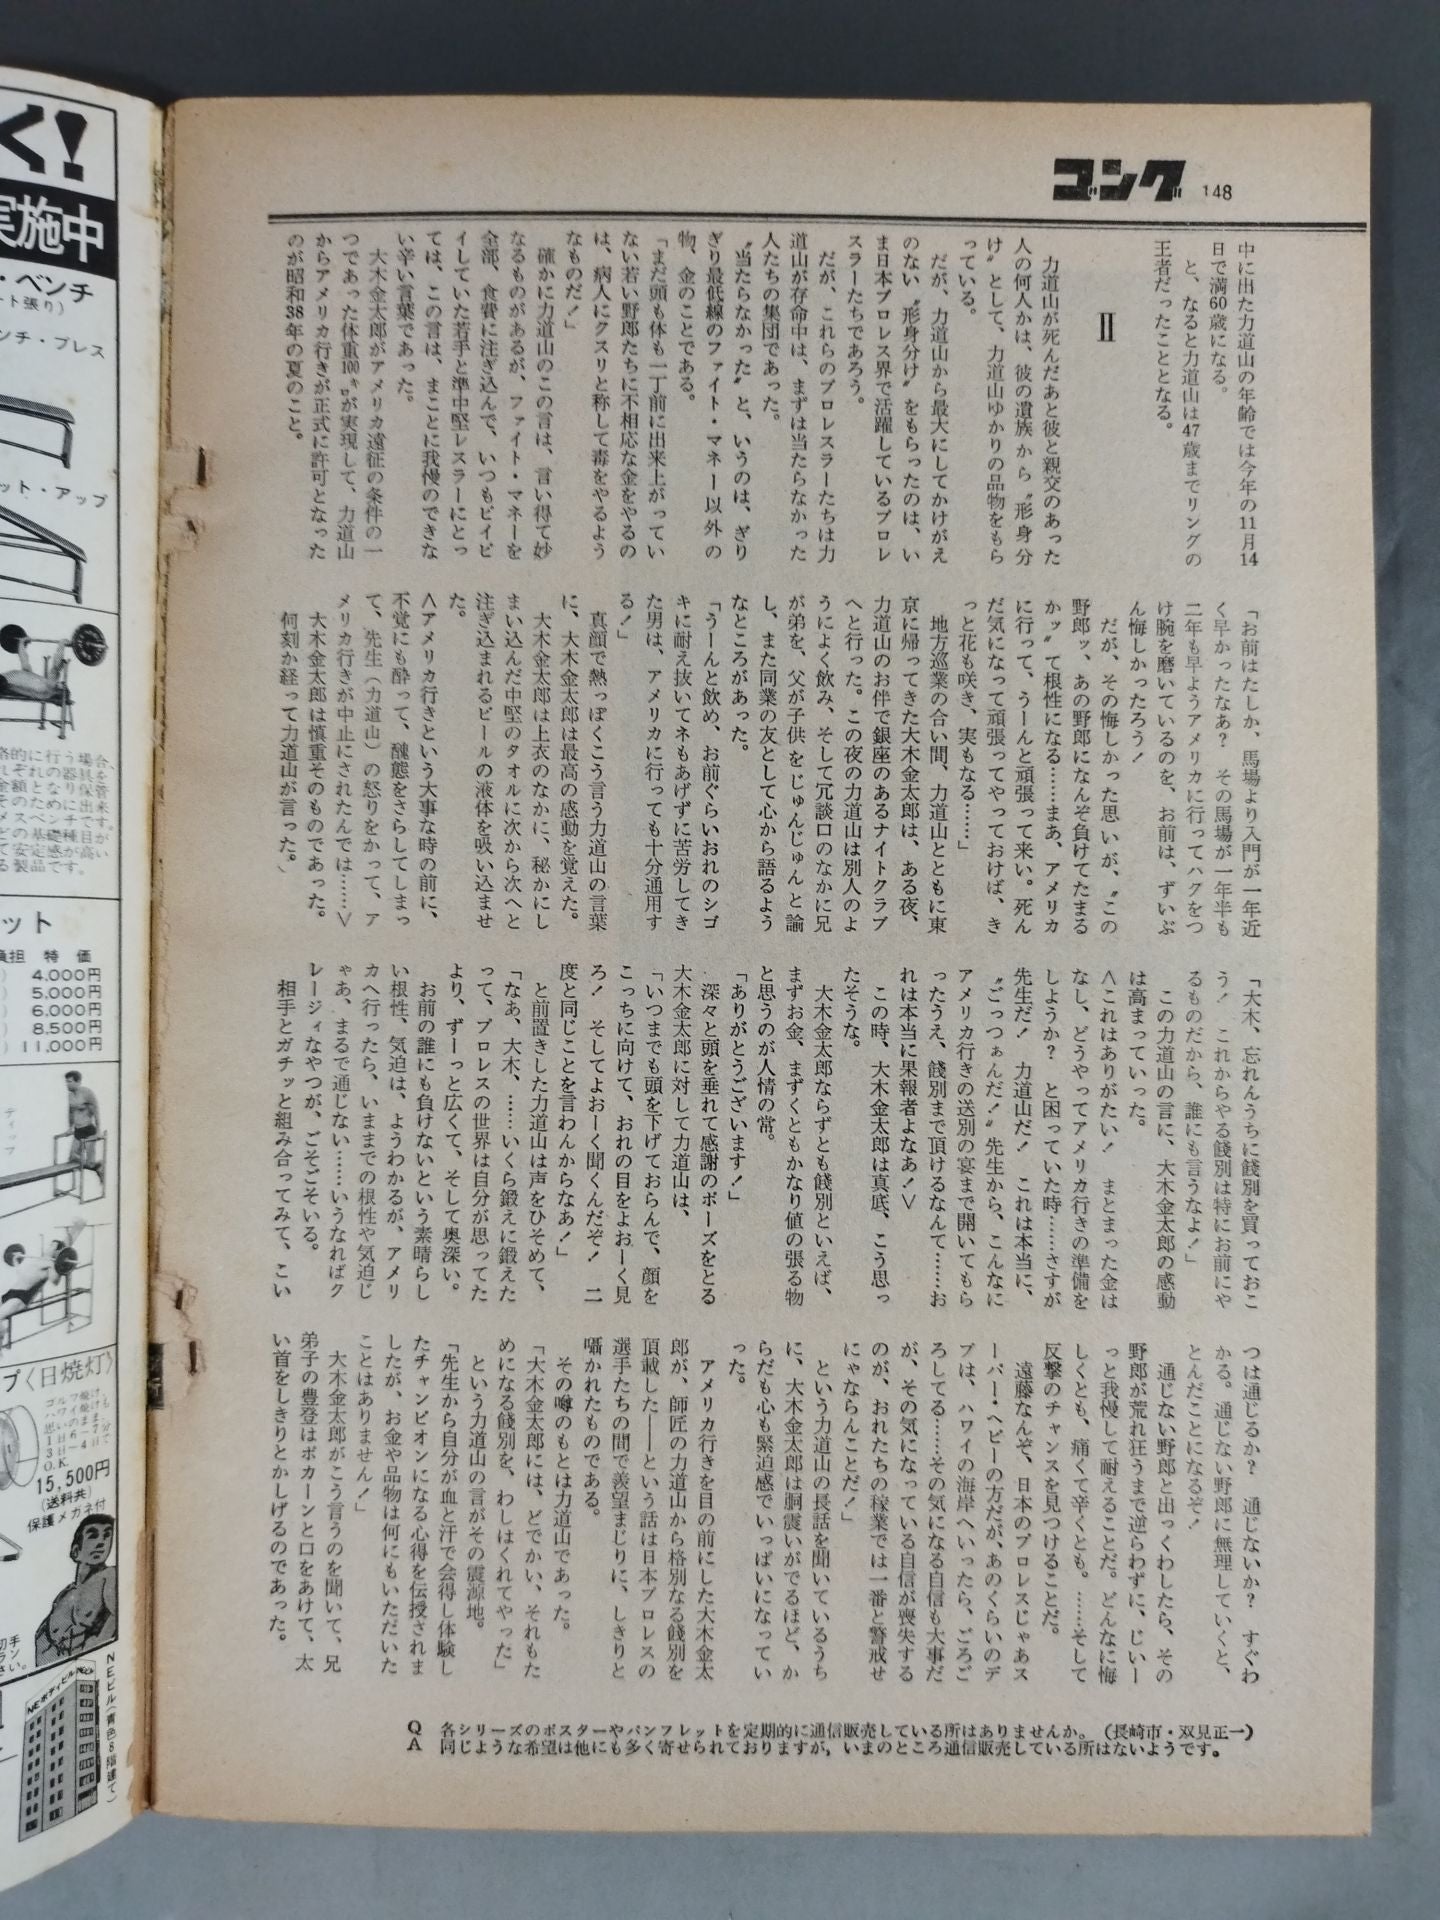 ゴング 148
中に出た力道山の年齢では今年の11月14
日で満60歳になる。
と、なると力道山は47歳までリングの
王者だったこととなる。
Ⅱ
力道山が死んだあと彼と親交のあった
人の何人かは、彼の遺族から〝形身分
け〟として、力道山ゆかりの品物をもら
っている。
だが、力道山から最大にしてかけがえ
のない〝形身分け〟をもらったのは、い
ま日本プロレス界で活躍しているプロレ
スラーたちであろう。
だが、これらのプロレスラーたちは力
道山が存命中は、まずは当たらなかった
人たちの集団であった。
〝当たらなかった〟と、いうのは、ぎり
ぎり最低線のファイト・マネー以外の
物、金のことである。
「まだ頭も体も一丁前に出来上がってい
ない若い野郎たちに不相応な金をやるの
は、病人にクスリと称して毒をやるよう
なものだ！」
確かに力道山のこの言は、言い得て妙
なるものがあるが、ファイト・マネーを
全部、食費に注ぎ込んで、いつもビイビ
イしていた若手と準中堅レスラーにとっ
ては、この言は、まことに我慢のできな
い辛い言葉であった。
大木金太郎がアメリカ遠征の条件の一
つであった体重100㌔が実現して、力道山
からアメリカ行きが正式に許可となった
のが昭和38年の夏のこと。
「お前はたしか、馬場より入門が一年近
く早かったなあ？　その馬場が一年半も
二年も早ようアメリカに行ってハクをつ
け腕を磨いているのを、お前は、ずいぶ
ん悔しかったろう！
だが、その悔しかった思いが、〝この
野郎ッ、あの野郎になんぞ負けてたまる
かッ〟て根性になる……まあ、アメリカ
に行って、うーんと頑張って来い。死ん
だ気になって頑張ってやっておけば、き
っと花も咲き、実もなる……」
地方巡業の合い間、力道山とともに東
京に帰ってきた大木金太郎は、ある夜、
力道山のお伴で銀座のあるナイトクラブ
へと行った。この夜の力道山は別人のよ
うによく飲み、そして冗談口のなかに兄
が弟を、父が子供をじゅんじゅんと諭
し、また同業の友として心から語るよう
なところがあった。
「うーんと飲め、お前ぐらいおれのシゴ
キに耐え抜いてネもあげずに苦労してき
た男は、アメリカに行っても十分通用す
る！」
真顔で熱っぽくこう言う力道山の言葉
に、大木金太郎は最高の感動を覚えた。
大木金太郎は上衣のなかに、秘かにし
まい込んだ中堅のタオルに次から次へと
注ぎ込まれるビールの液体を吸い込ませ
た。
＜アメリカ行きという大事な時の前に、
不覚にも酔って、醜態をさらしてしまっ
て、先生（力道山）の怒りをかって、ア
メリカ行きが中止にされたんでは……＞
大木金太郎は慎重そのものであった。
何刻か経って力道山が言った。
「大木、忘れんうちに餞別を買っておこ
う！　これからやる餞別は特にお前にや
るものだから、誰にも言うなよ！」
この力道山の言に、大木金太郎の感動
は高まっていった。
＜これはありがたい！　まとまった金は
なし、どうやってアメリカ行きの準備を
しようか？　と困っていた時……さすが
先生だ！　力道山だ！　これは本当に、
〝ごっつぁんだ！〟先生から、こんなに
アメリカ行きの送別の宴まで開いてもら
ったうえ、餞別まで頂けるなんて……お
れは本当に果報者よなあ！＞
この時、大木金太郎は真底、こう思っ
たそうな。
大木金太郎ならずとも餞別といえば、
まずお金、まずくともかなり値の張る物
と思うのが人情の常。
「ありがとうございます！」
深々と頭を垂れて感謝のポーズをとる
大木金太郎に対して力道山は、
「いつまでも頭を下げておらんで、顔を
こっちに向けて、おれの目をよおーく見
ろ！　そしてよおーく聞くんだぞ！　二
度と同じことを言わんからなあ！」
と前置きした力道山は声をひそめて、
「なあ、大木、……いくら鍛えに鍛えた
って、プロレスの世界は自分が思ってた
より、ずーっと広くて、そして奥深い。
お前の誰にも負けないという素晴らし
い根性、気迫は、ようわかるが、アメリ
カへ行ったら、いままでの根性や気迫じ
ゃあ、まるで通じない……いうなればク
レージィなやつが、ごそごそいる。
相手とガチッと組み合ってみて、こい
つは通じるか？　通じないか？　すぐわ
かる。通じない野郎に無理していくと、
とんだことになるぞ！
通じない野郎と出っくわしたら、その
野郎が荒れ狂うまで逆らわずに、じいー
っと我慢して耐えることだ。どんなに悔
しくとも、痛くて辛くとも。……そして
反撃のチャンスを見つけることだ。
遠藤なんぞ、日本のプロレスじゃあス
ーパー・ヘビーの方だが、あのくらいのデ
ブは、ハワイの海岸へいったら、ごろご
ろしてる……その気になる自信も大事だ
が、その気になっている自信が喪失する
のが、おれたちの稼業では一番と警戒せ
にゃならんことだ！」
という力道山の長話を聞いているうち
に、大木金太郎は胴震いがでるほど、か
らだも心も緊迫感でいっぱいになってい
った。
アメリカ行きを目の前にした大木金太
郎が、師匠の力道山から格別なる餞別を
頂載した――という話は日本プロレスの
選手たちの間で羨望まじりに、しきりと
囁かれたものである。
その噂のもとは力道山であった。
「大木金太郎には、どでかい、それもた
めになる餞別を、わしはくれてやった」
という力道山の言がその震源地。
「先生から自分が血と汗で会得し体験し
たチャンピオンになる心得を伝授されま
したが、お金や品物は何にもいただいた
ことはありません！」
大木金太郎がこう言うのを聞いて、兄
弟子の豊登はポカーンと口をあけて、太
い首をしきりとかしげるのであった。
Q 各シリーズのポスターやパンフレットを定期的に通信販売している所はありませんか。（長崎市・双見正一）
A 同じような希望は他にも多く寄せられておりますが，いまのところ通信販売している所はないようです。
く！
実施中
・ベンチ
ート張り）
ンチ・プレス
ット・アップ
格的に行う場合、
れぞれの器具を
金額となり保管
そのために出来
メスベンチです。
どの基礎種目が
て安定感が高い
る製品です。
ット
負担 特価
) 4,000円
) 5,000円
) 6,000円
) 8,500円
) 11,000円
ディップ
プ〈日焼灯〉
15,500円
(送料共)
保護メガネ付
NEボディビル
NEビル(青色8階建て)